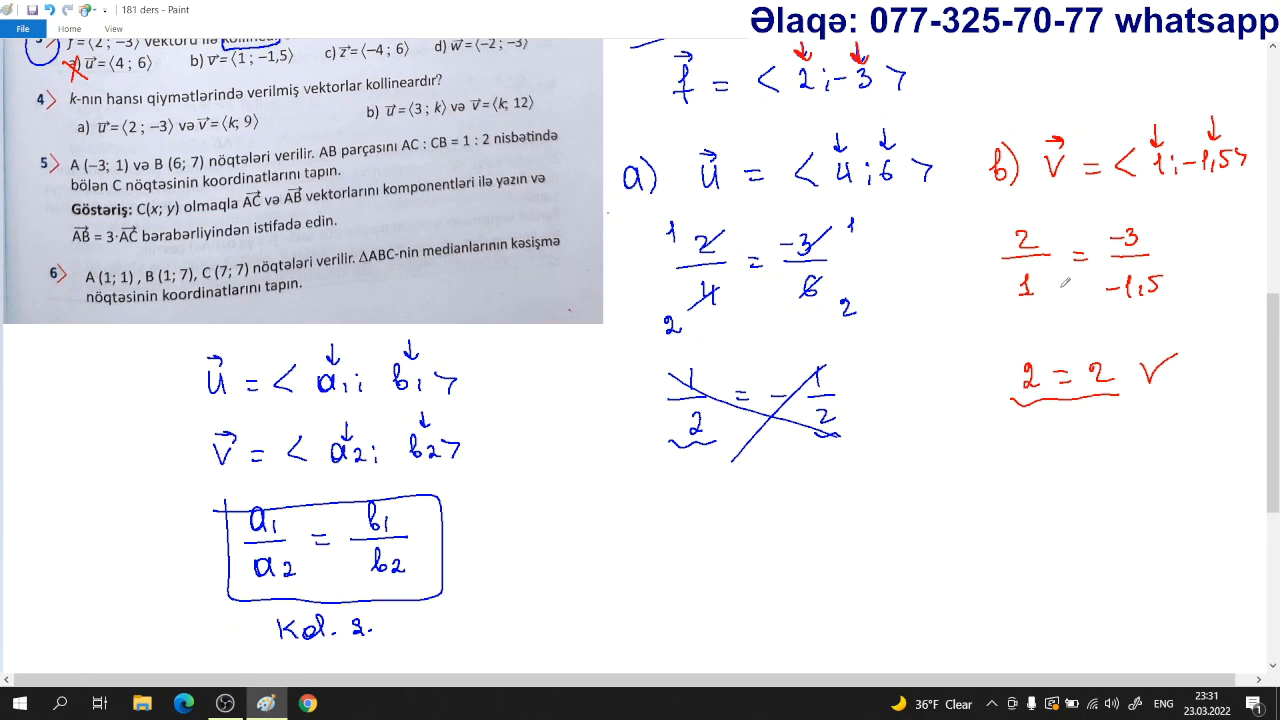 181 ders - Paint
Əlaqə: 077-325-70-77 whatsapp
File Home View
f = ⟨2 ; −3⟩ vektoru ilə
a) u = ⟨4 ; 6⟩ b) v = ⟨1 ; −1,5⟩ c) z = ⟨−4 ; 6⟩ d) w = ⟨−2 ; −3⟩
4 k-nın hansı qiymətlərində verilmiş vektorlar kollineardır?
a) u = ⟨2 ; −3⟩ və v = ⟨k; 9⟩ b) u = ⟨3 ; k⟩ və v = ⟨k; 12⟩
5 A (−3; 1) və B (6; 7) nöqtələri verilir. AB parçasını AC : CB = 1 : 2 nisbətində
bölən C nöqtəsinin koordinatlarını tapın.
Göstəriş: C(x; y) olmaqla AC və AB vektorlarını komponentləri ilə yazın və
AB = 3·AC bərabərliyindən istifadə edin.
6 A (1; 1) , B (1; 7), C (7; 7) nöqtələri verilir. ΔABC-nin medianlarının kəsişmə
nöqtəsinin koordinatlarını tapın.
u = < a1; b1 >
v = < a2; b2 >
a1/a2 = b1/b2
Kol. ş.
f = < 2 ; -3 >
a) u = < 4 ; 6 >
1 2/4 2 = -3/6 1 2
1/2 = - 1/2
b) v = < 1 ; -1,5 >
2/1 = -3/-1,5
2 = 2 ✓
36°F Clear ENG 23:31
23.03.2022
1